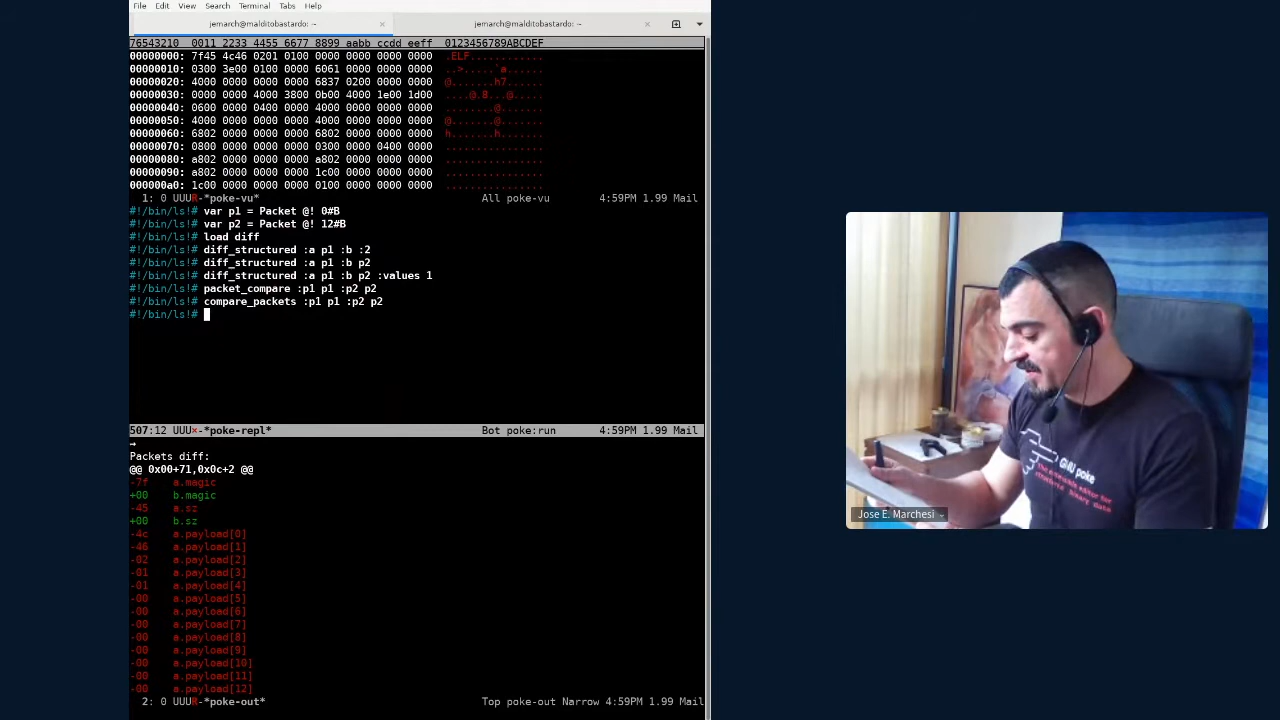 File Edit View Search Terminal Tabs Help
jemarch@malditobastardo: ~ × jemarch@malditobastardo: ~ ×
76543210 0011 2233 4455 6677 8899 aabb ccdd eeff 0123456789ABCDEF
00000000: 7f45 4c46 0201 0100 0000 0000 0000 0000 .ELF............
00000010: 0300 3e00 0100 0000 6061 0000 0000 0000 ..>.....`a......
00000020: 4000 0000 0000 0000 6837 0200 0000 0000 @.......h7......
00000030: 0000 0000 4000 3800 0b00 4000 1e00 1d00 ....@.8...@.....
00000040: 0600 0000 0400 0000 4000 0000 0000 0000 ........@.......
00000050: 4000 0000 0000 0000 4000 0000 0000 0000 @.......@.......
00000060: 6802 0000 0000 0000 6802 0000 0000 0000 h.......h.......
00000070: 0800 0000 0000 0000 0300 0000 0400 0000 ................
00000080: a802 0000 0000 0000 a802 0000 0000 0000 ................
00000090: a802 0000 0000 0000 1c00 0000 0000 0000 ................
000000a0: 1c00 0000 0000 0000 0100 0000 0000 0000 ................
1: 0 UUUR-*poke-vu* All poke-vu 4:59PM 1.99 Mail
#!/bin/ls!# var p1 = Packet @! 0#B
#!/bin/ls!# var p2 = Packet @! 12#B
#!/bin/ls!# load diff
#!/bin/ls!# diff_structured :a p1 :b :2
#!/bin/ls!# diff_structured :a p1 :b p2
#!/bin/ls!# diff_structured :a p1 :b p2 :values 1
#!/bin/ls!# packet_compare :p1 p1 :p2 p2
#!/bin/ls!# compare_packets :p1 p1 :p2 p2
#!/bin/ls!#
507:12 UUU×-*poke-repl* Bot poke:run 4:59PM 1.99 Mail
→
Packets diff:
@@ 0x00+71,0x0c+2 @@
-7f a.magic
+00 b.magic
-45 a.sz
+00 b.sz
-4c a.payload[0]
-46 a.payload[1]
-02 a.payload[2]
-01 a.payload[3]
-01 a.payload[4]
-00 a.payload[5]
-00 a.payload[6]
-00 a.payload[7]
-00 a.payload[8]
-00 a.payload[9]
-00 a.payload[10]
-00 a.payload[11]
-00 a.payload[12]
2: 0 UUUR-*poke-out* Top poke-out Narrow 4:59PM 1.99 Mail
GNU poke
The extensible editor for
structured binary data
Jose E. Marchesi